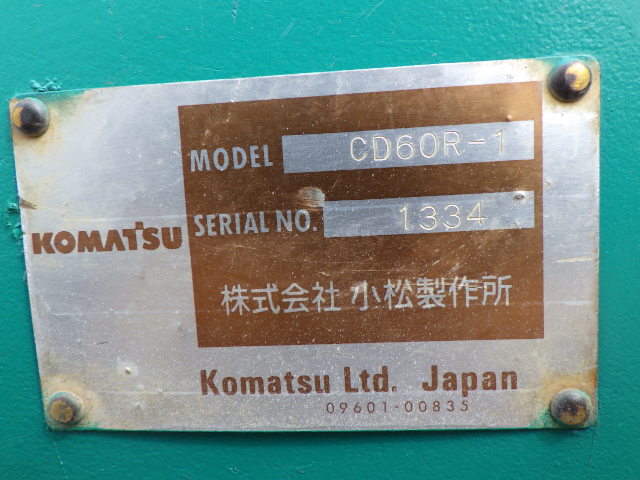 MODEL CD60R-1
SERIAL NO. 1334
KOMATSU
株式会社 小松製作所
Komatsu Ltd. Japan
09601-00835